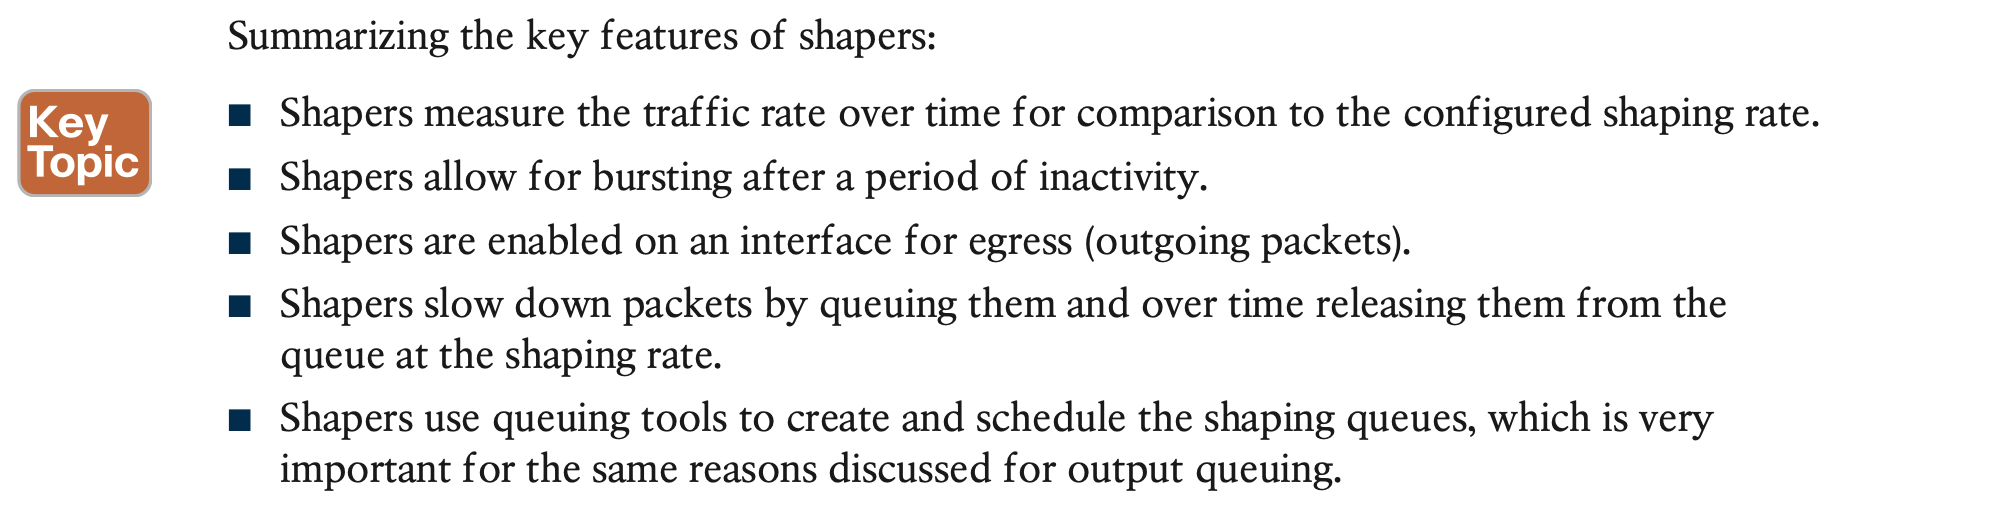 Summarizing the key features of shapers:
Key
Topic
■ Shapers measure the traffic rate over time for comparison to the configured shaping rate.
■ Shapers allow for bursting after a period of inactivity.
■ Shapers are enabled on an interface for egress (outgoing packets).
■ Shapers slow down packets by queuing them and over time releasing them from the
queue at the shaping rate.
■ Shapers use queuing tools to create and schedule the shaping queues, which is very
important for the same reasons discussed for output queuing.